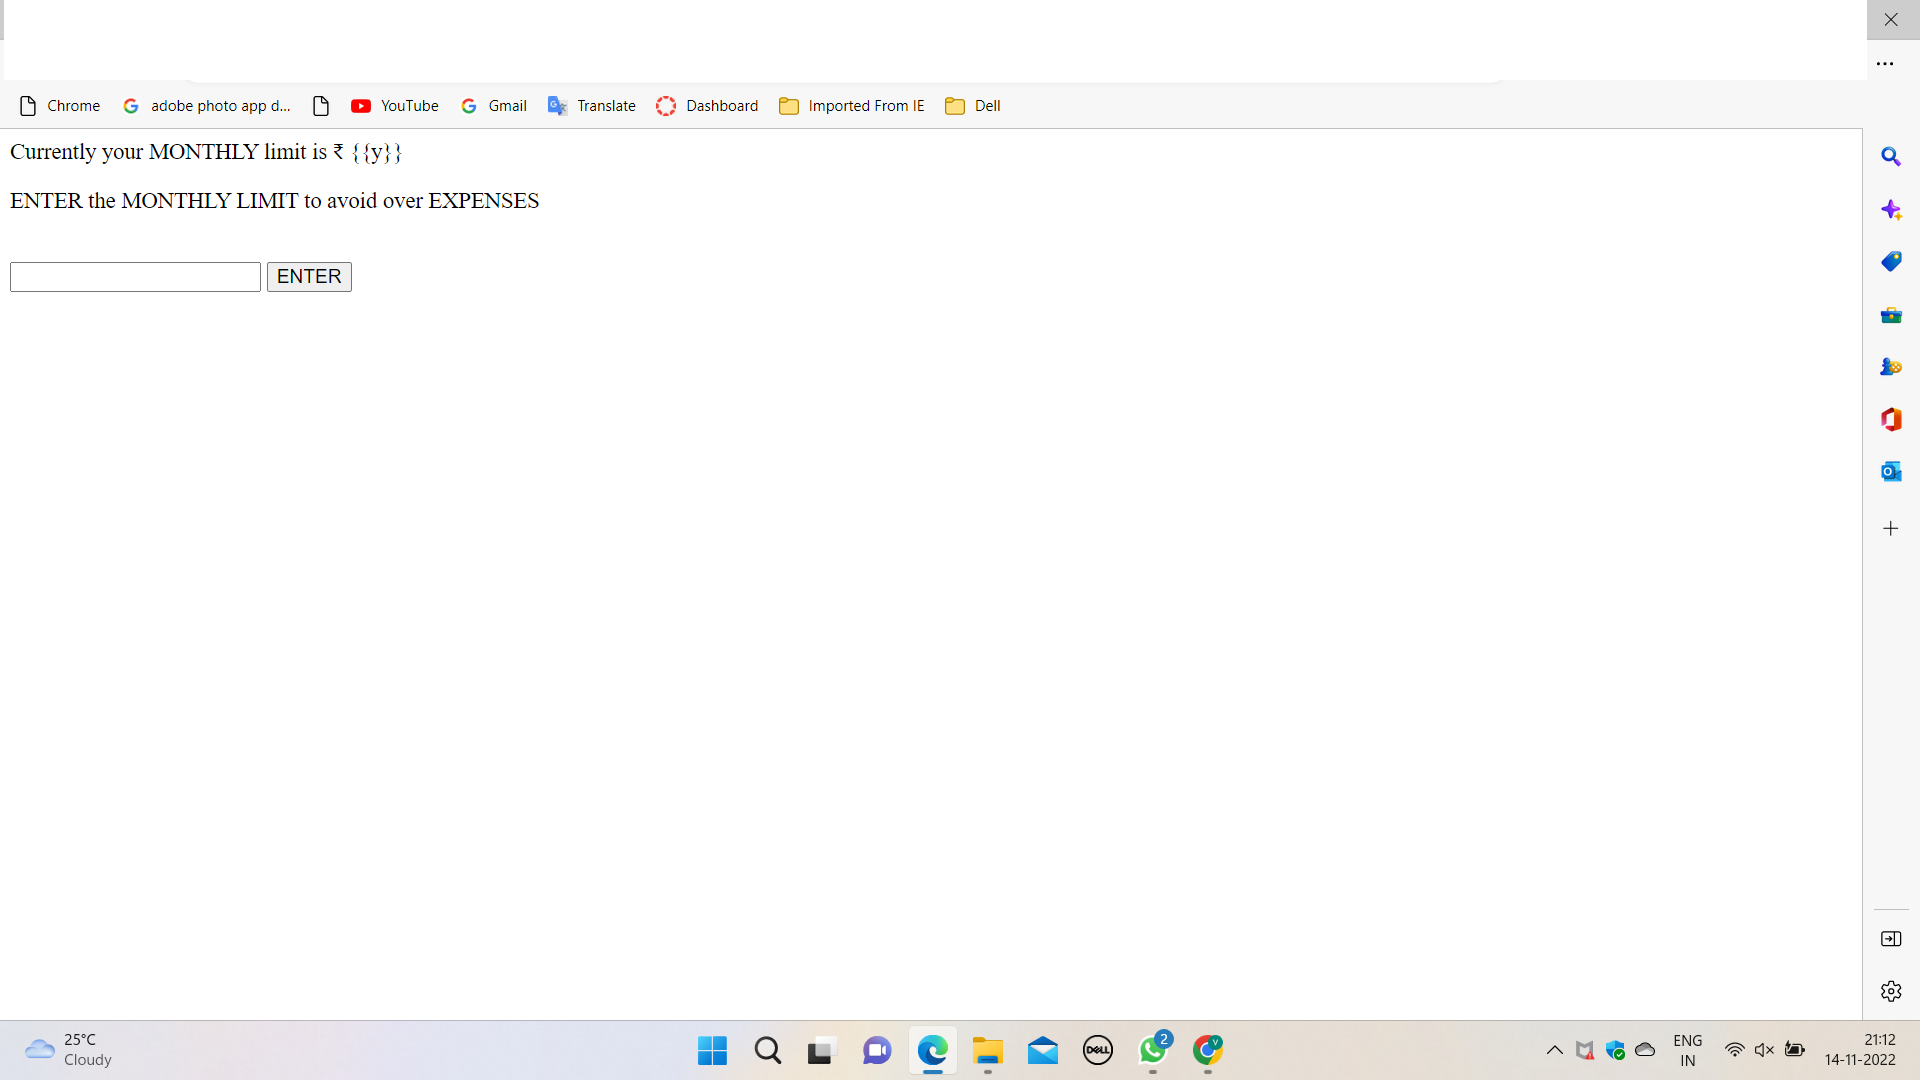 Chrome
adobe photo app d...
YouTube
Gmail
Translate
Dashboard
Imported From IE
Dell
Currently your MONTHLY limit is ₹ {{y}}
ENTER the MONTHLY LIMIT to avoid over EXPENSES
ENTER
25°C
Cloudy
DELL
2
V
ENG
IN
21:12
14-11-2022